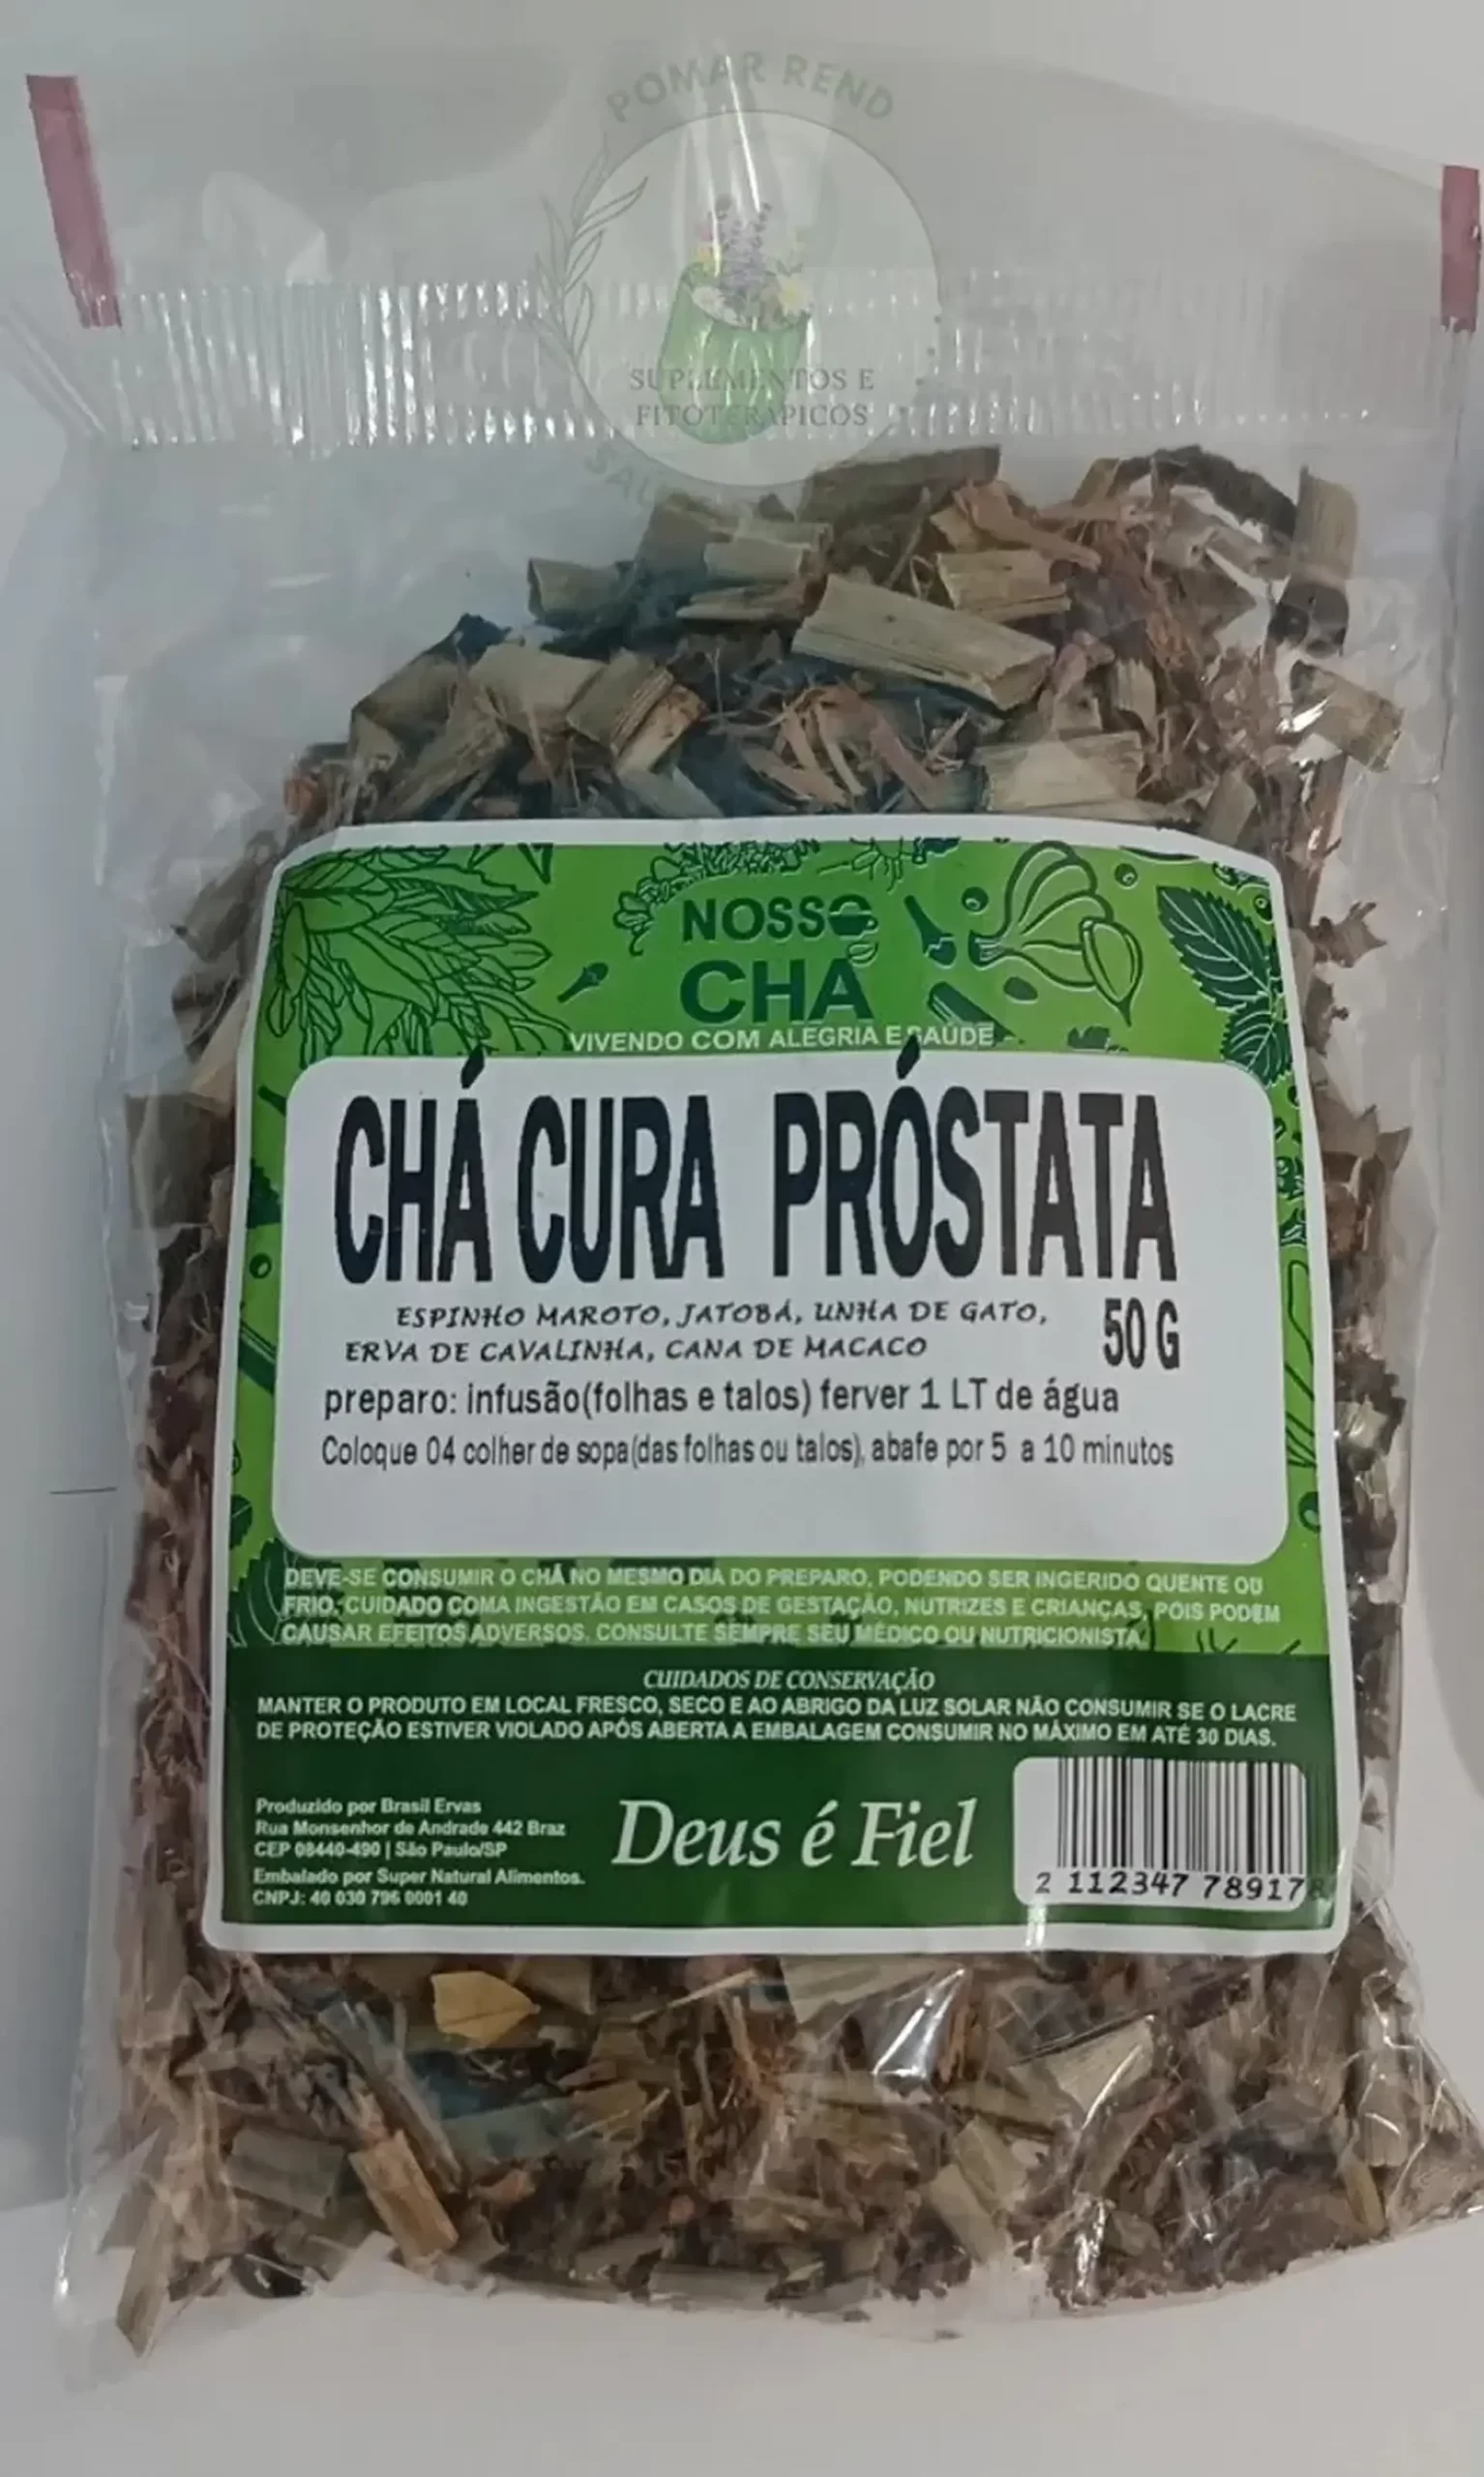 POMAR REND
SUPLEMENTOS E
FITOTERAPICOS
NOSSO
CHÁ
VIVENDO COM ALEGRIA E SAÚDE
CHÁ CURA PRÓSTATA
ESPINHO MAROTO, JATOBÁ, UNHA DE GATO,
ERVA DE CAVALINHA, CANA DE MACACO
50 G
preparo: infusão(folhas e talos) ferver 1 LT de água
Coloque 04 colher de sopa(das folhas ou talos), abafe por 5 a 10 minutos
DEVE-SE CONSUMIR O CHÁ NO MESMO DIA DO PREPARO, PODENDO SER INGERIDO QUENTE OU
FRIO. CUIDADO COMA INGESTÃO EM CASOS DE GESTAÇÃO, NUTRIZES E CRIANÇAS, POIS PODEM
CAUSAR EFEITOS ADVERSOS. CONSULTE SEMPRE SEU MÉDICO OU NUTRICIONISTA.
CUIDADOS DE CONSERVAÇÃO
MANTER O PRODUTO EM LOCAL FRESCO, SECO E AO ABRIGO DA LUZ SOLAR NÃO CONSUMIR SE O LACRE
DE PROTEÇÃO ESTIVER VIOLADO APÓS ABERTA A EMBALAGEM CONSUMIR NO MÁXIMO EM ATÉ 30 DIAS.
Produzido por Brasil Ervas
Rua Monsenhor de Andrade 442 Braz
CEP 08440-490 | São Paulo/SP
Embalado por Super Natural Alimentos.
CNPJ: 40 030 796 0001 40
Deus é Fiel
2 112347 789178